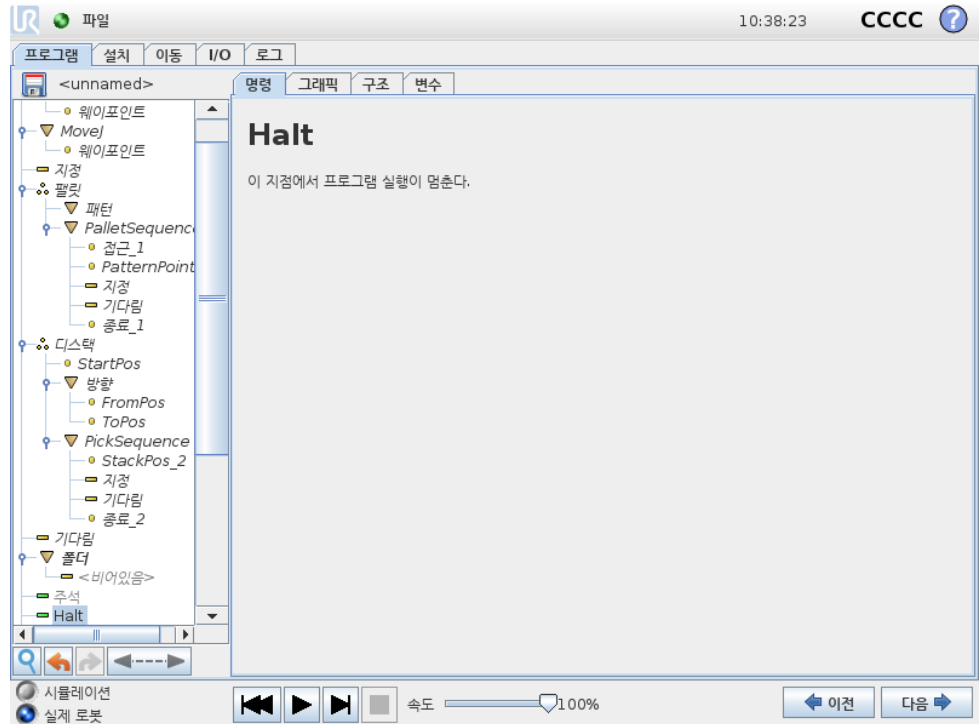 UR 파일 10:38:23 CCCC ?
프로그램 설치 이동 I/O 로그
<unnamed>
명령 그래픽 구조 변수
웨이포인트
MoveJ
웨이포인트
지정
팔릿
패턴
PalletSequenc
접근_1
PatternPoint
지정
기다림
종료_1
디스택
StartPos
방향
FromPos
ToPos
PickSequence
StackPos_2
지정
기다림
종료_2
기다림
폴더
<비어있음>
주석
Halt
Halt
이 지점에서 프로그램 실행이 멈춘다.
시뮬레이션
실제 로봇
속도 100%
이전 다음